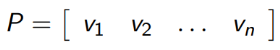 P = [ v₁ v₂ … vₙ ]